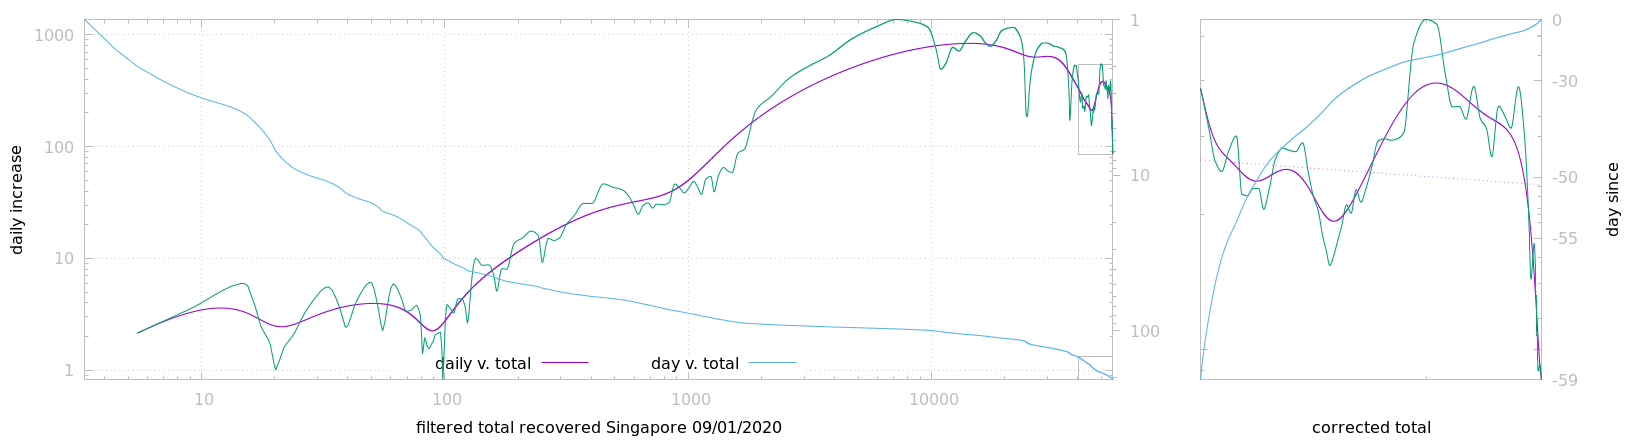 1000
100
10
1
daily increase
10
100
1000
10000
1
10
100
daily v. total
day v. total
filtered total recovered Singapore 09/01/2020
0
-30
-50
-55
-59
day since
corrected total